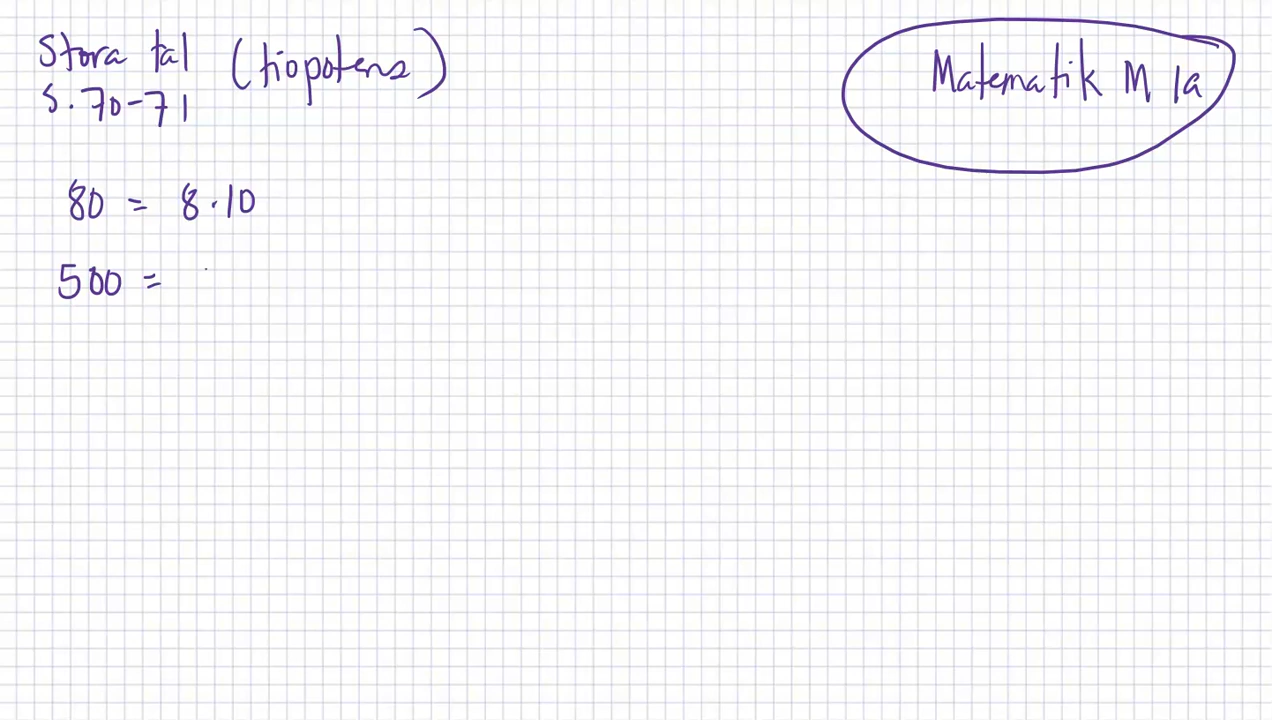 Stora tal (tiopotens)
s. 70-71
Matematik M 1a
80 = 8·10
500 =